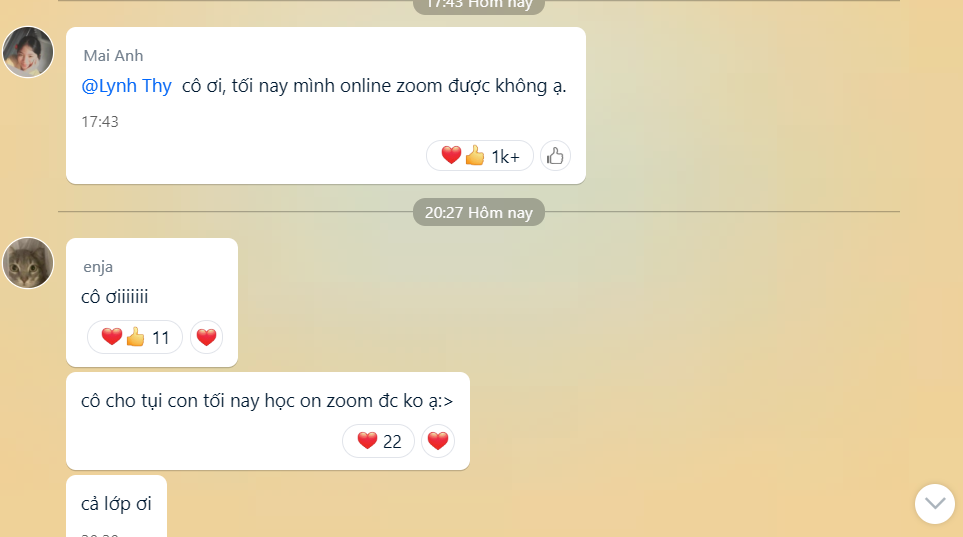 17:43 Hôm nay
Mai Anh
@Lynh Thy cô ơi, tối nay mình online zoom được không ạ.
17:43
1k+
20:27 Hôm nay
enja
cô ơiiiiiii
11
cô cho tụi con tối nay học on zoom đc ko ạ:>
22
cả lớp ơi